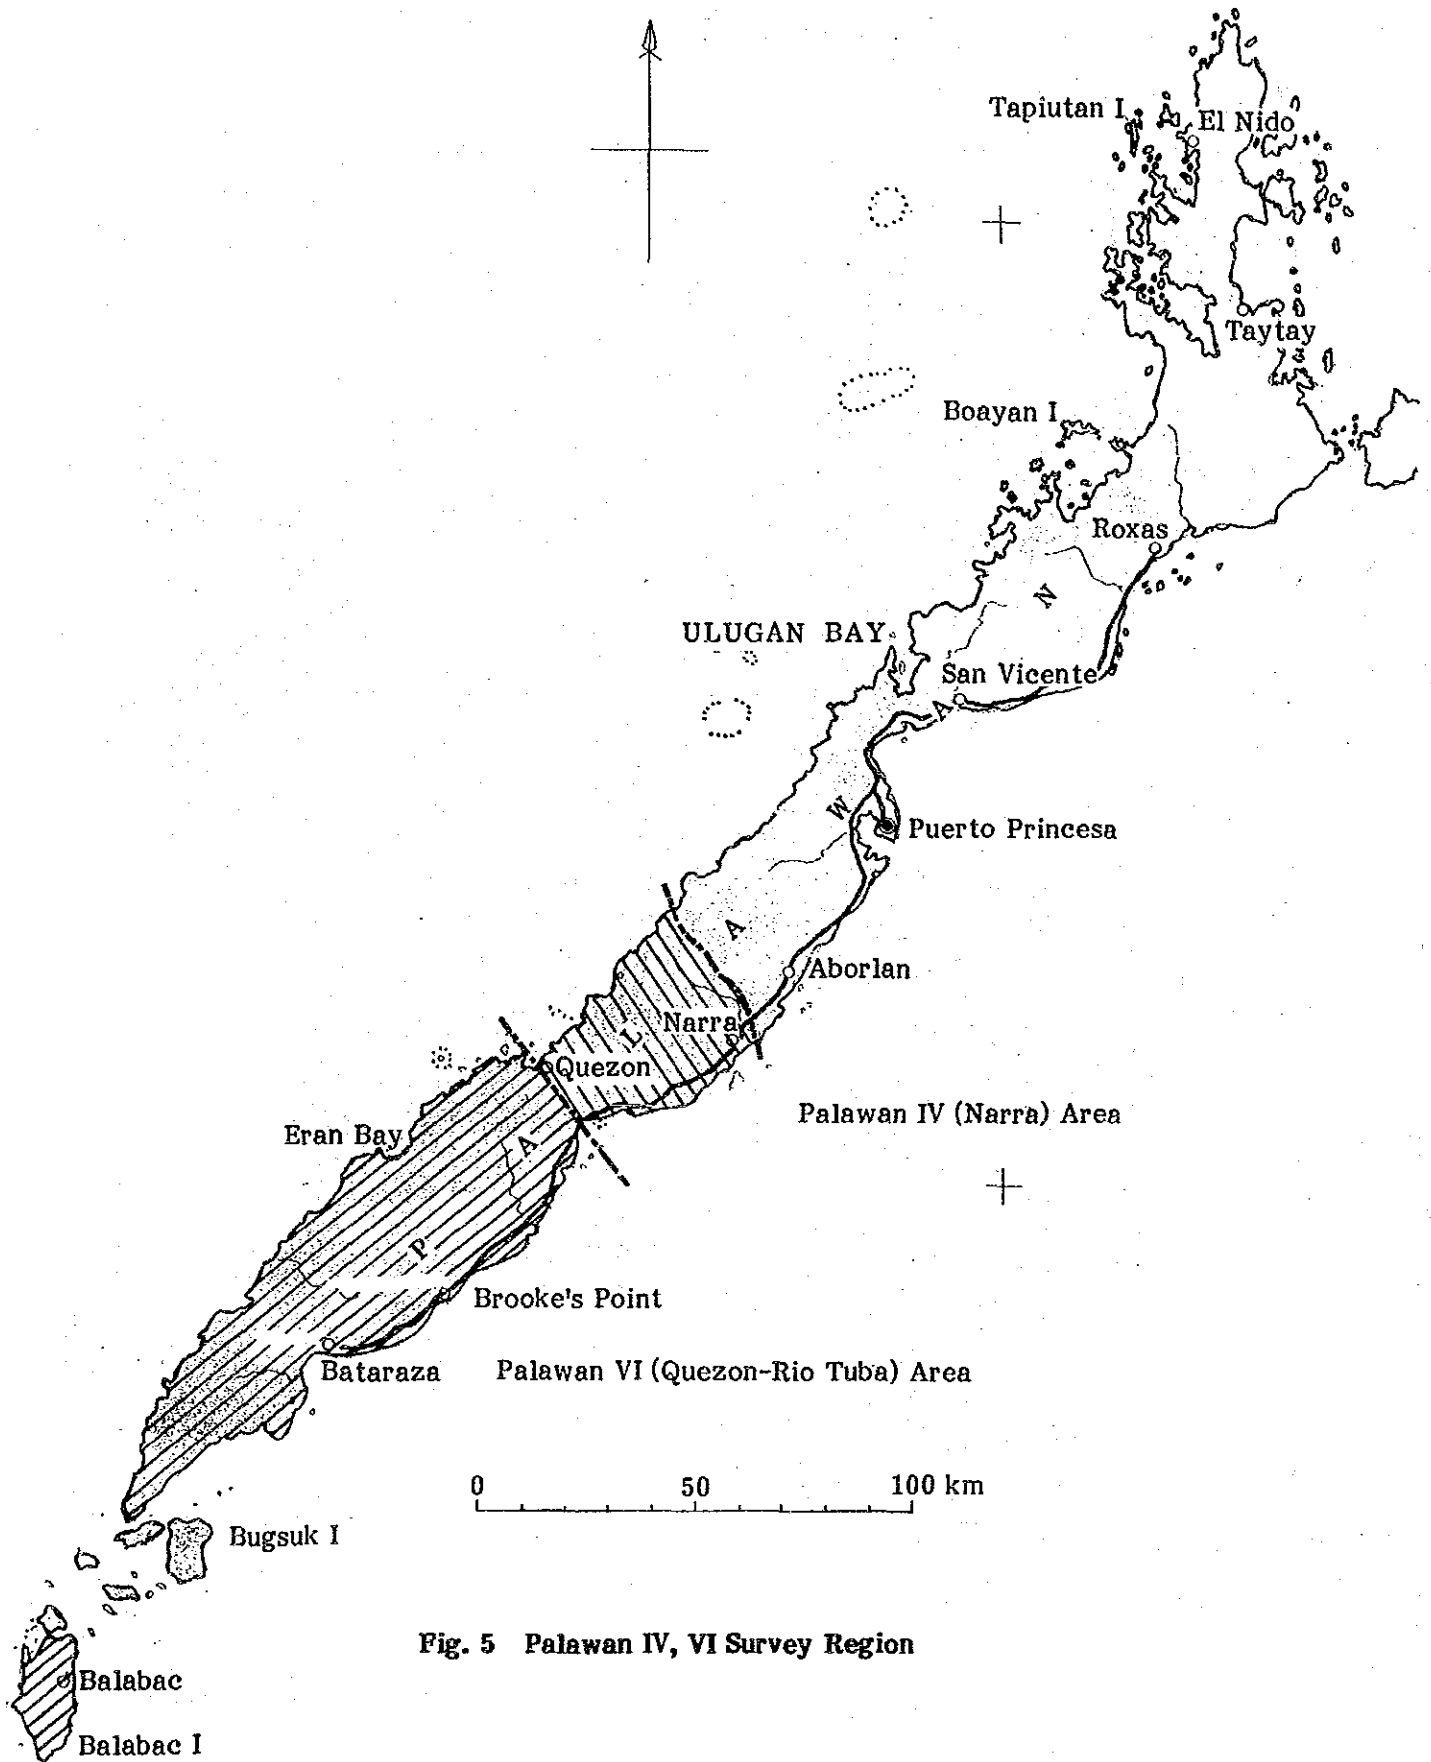 Tapiutan I
El Nido
Taytay
Boayan I
Roxas
N
ULUGAN BAY
San Vicente
A
W
Puerto Princesa
A
Aborlan
Narra
L
Quezon
Palawan IV (Narra) Area
Eran Bay
A
P
Brooke's Point
Bataraza
Palawan VI (Quezon-Rio Tuba) Area
0 50 100 km
Bugsuk I
Fig. 5 Palawan IV, VI Survey Region
Balabac
Balabac I